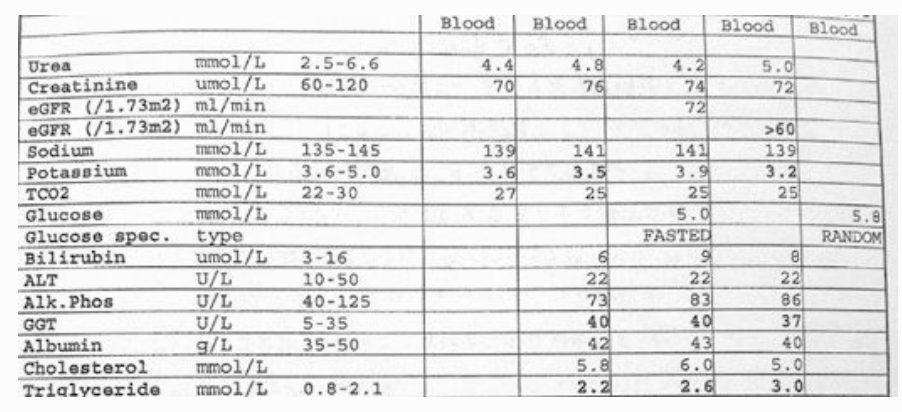 Blood Blood Blood Blood Blood
Urea mmol/L 2.5-6.6 4.4 4.8 4.2 5.0
Creatinine umol/L 60-120 70 76 74 72
eGFR (/1.73m2) ml/min 72
eGFR (/1.73m2) ml/min >60
Sodium mmol/L 135-145 139 141 141 139
Potassium mmol/L 3.6-5.0 3.6 3.5 3.9 3.2
TCO2 mmol/L 22-30 27 25 25 25
Glucose mmol/L 5.0 5.8
Glucose spec. type FASTED RANDOM
Bilirubin umol/L 3-16 6 9 8
ALT U/L 10-50 22 22 22
Alk.Phos U/L 40-125 73 83 86
GGT U/L 5-35 40 40 37
Albumin g/L 35-50 42 43 40
Cholesterol mmol/L 5.8 6.0 5.0
Triglyceride mmol/L 0.8-2.1 2.2 2.6 3.0